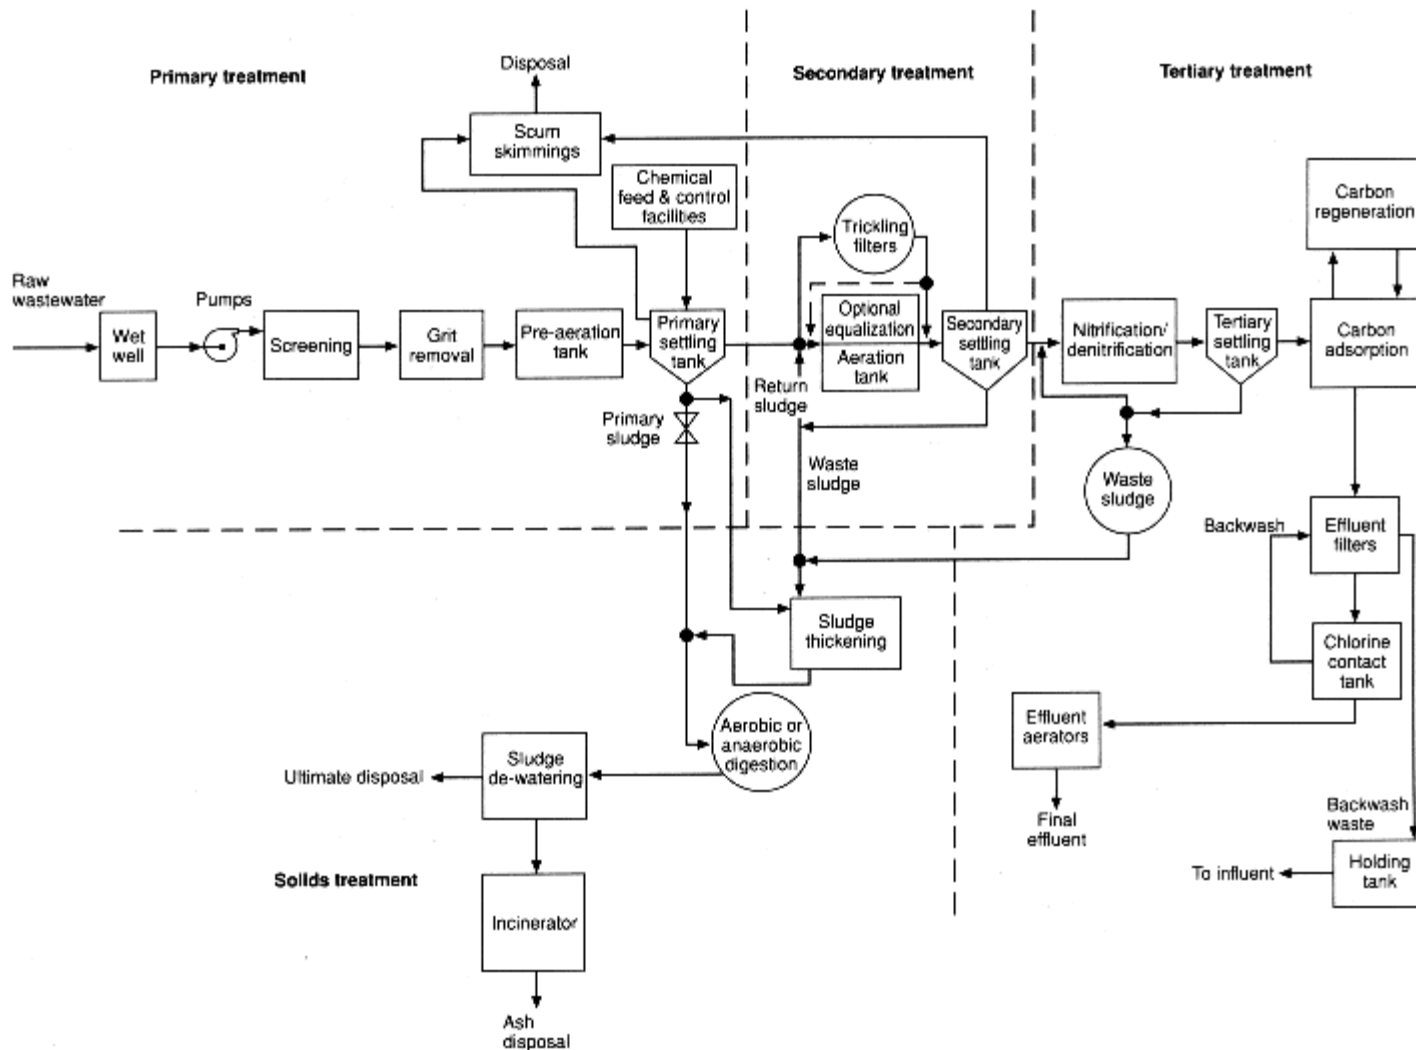 Primary treatment
Disposal
Secondary treatment
Tertiary treatment
Scum
skimmings
Chemical
feed & control
facilities
Trickling
filters
Carbon
regeneration
Raw
wastewater
Pumps
Wet
well
Screening
Grit
removal
Pre-aeration
tank
Primary
settling
tank
Optional
equalization
Aeration
tank
Secondary
settling
tank
Nitrification/
denitrification
Tertiary
settling
tank
Carbon
adsorption
Return
sludge
Primary
sludge
Waste
sludge
Waste
sludge
Backwash
Effluent
filters
Sludge
thickening
Chlorine
contact
tank
Effluent
aerators
Aerobic or
anaerobic
digestion
Sludge
de-watering
Ultimate disposal
Final
effluent
Backwash
waste
Holding
tank
To influent
Solids treatment
Incinerator
Ash
disposal